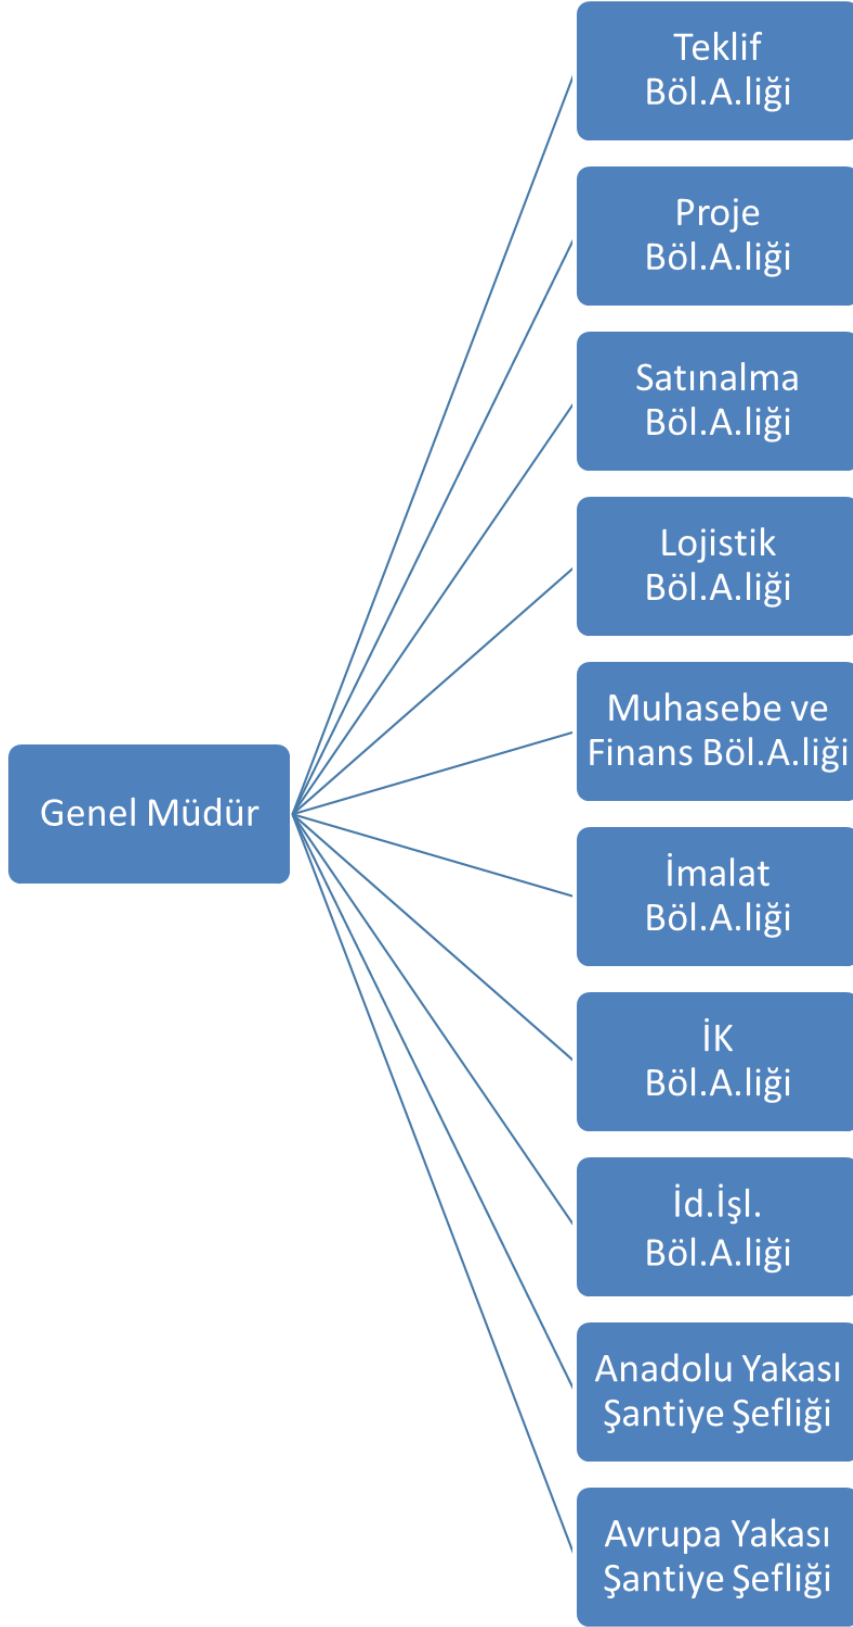 Teklif
Böl.A.liği
Proje
Böl.A.liği
Satınalma
Böl.A.liği
Lojistik
Böl.A.liği
Muhasebe ve
Finans Böl.A.liği
Genel Müdür
İmalat
Böl.A.liği
İK
Böl.A.liği
İd.İşl.
Böl.A.liği
Anadolu Yakası
Şantiye Şefliği
Avrupa Yakası
Şantiye Şefliği